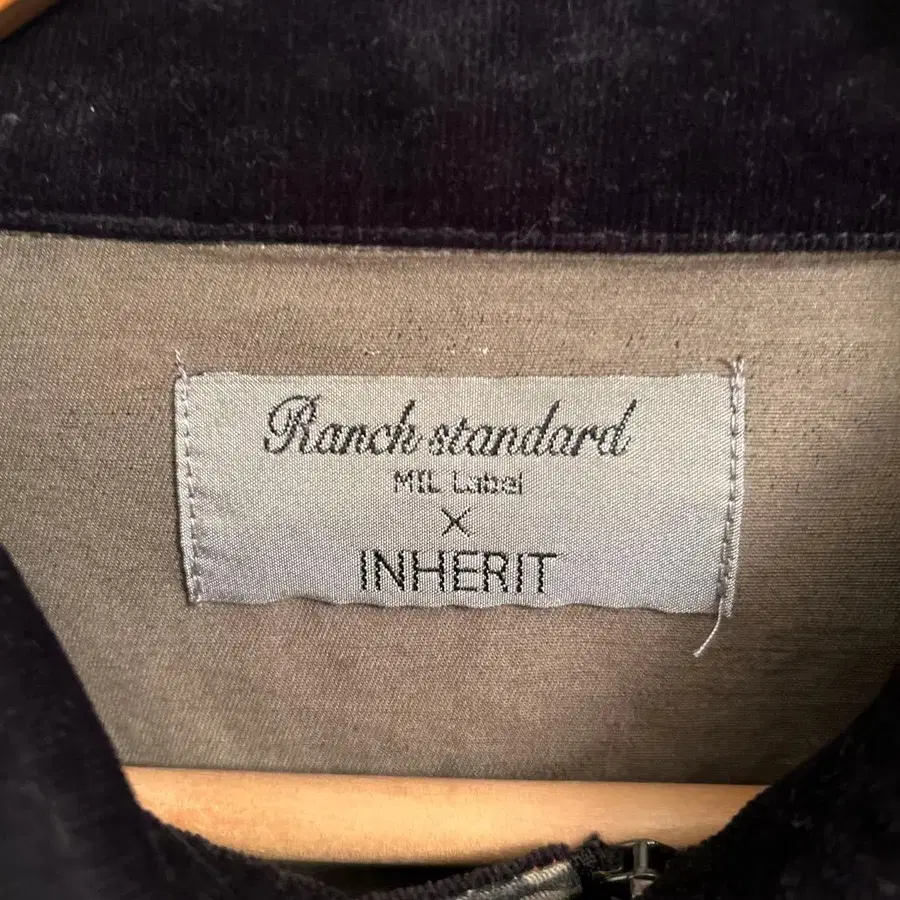 Ranch standard
MIL Label
×
INHERIT